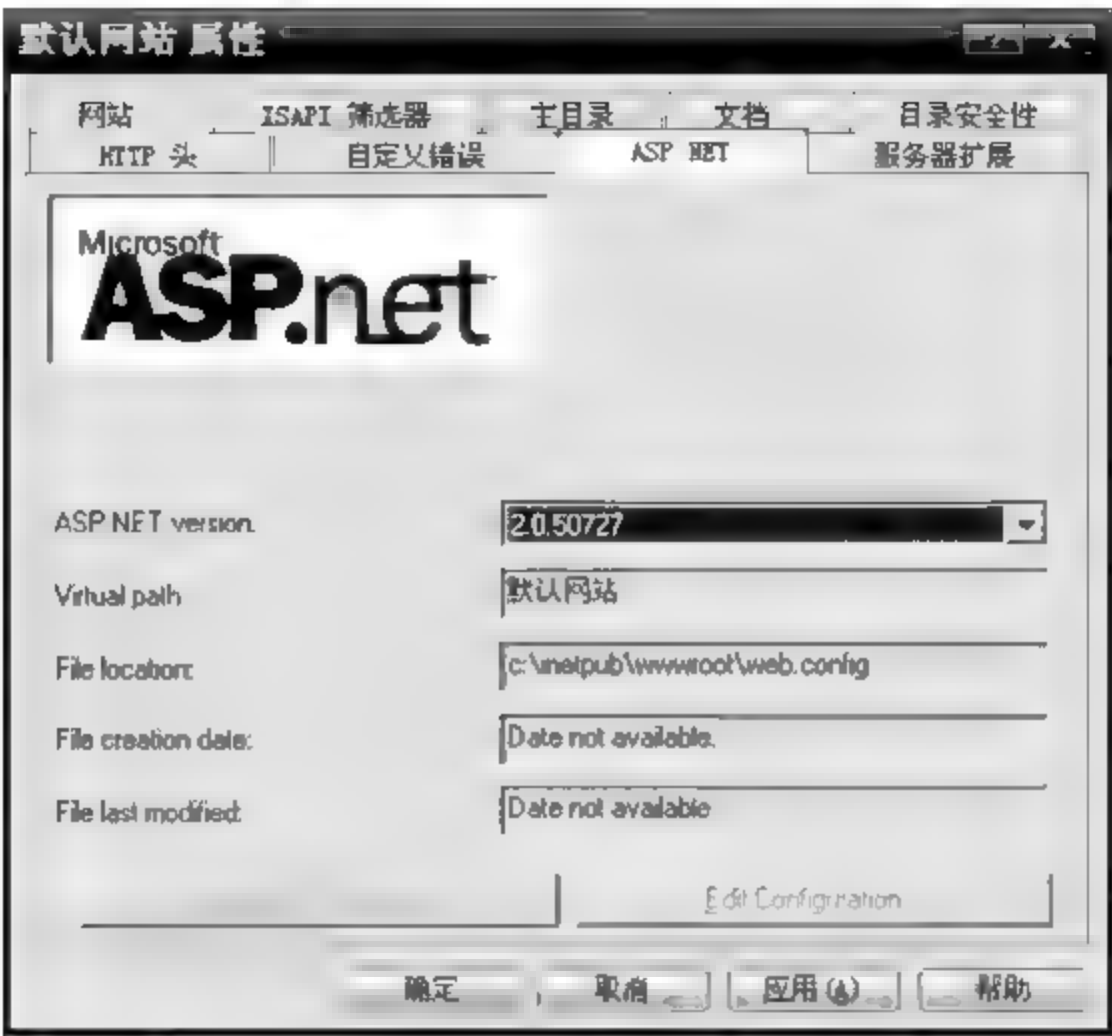 默认网站 属性
网站 ISAPI 筛选器 主目录 文档 目录安全性
HTTP 头 自定义错误 ASP NET 服务器扩展
Microsoft
ASP.net
ASP NET version. 2.0.50727
Virtual path 默认网站
File location: c:\inetpub\wwwroot\web.config
File creation date: Date not available.
File last modified: Date not available
Edit Configuration
确定 取消 应用(A) 帮助